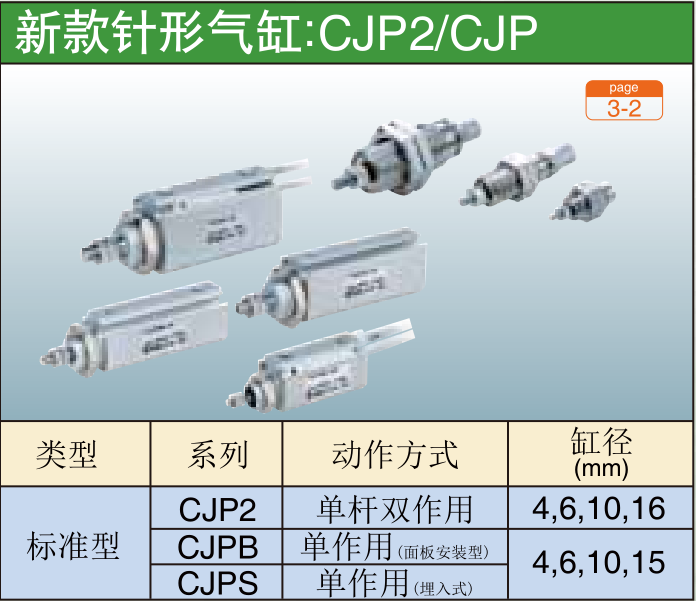 新款针形气缸:CJP2/CJP
page
3-2
类型 系列 动作方式 缸径
(mm)
标准型 CJP2 单杆双作用 4,6,10,16
CJPB 单作用(面板安装型) 4,6,10,15
CJPS 单作用(埋入式)